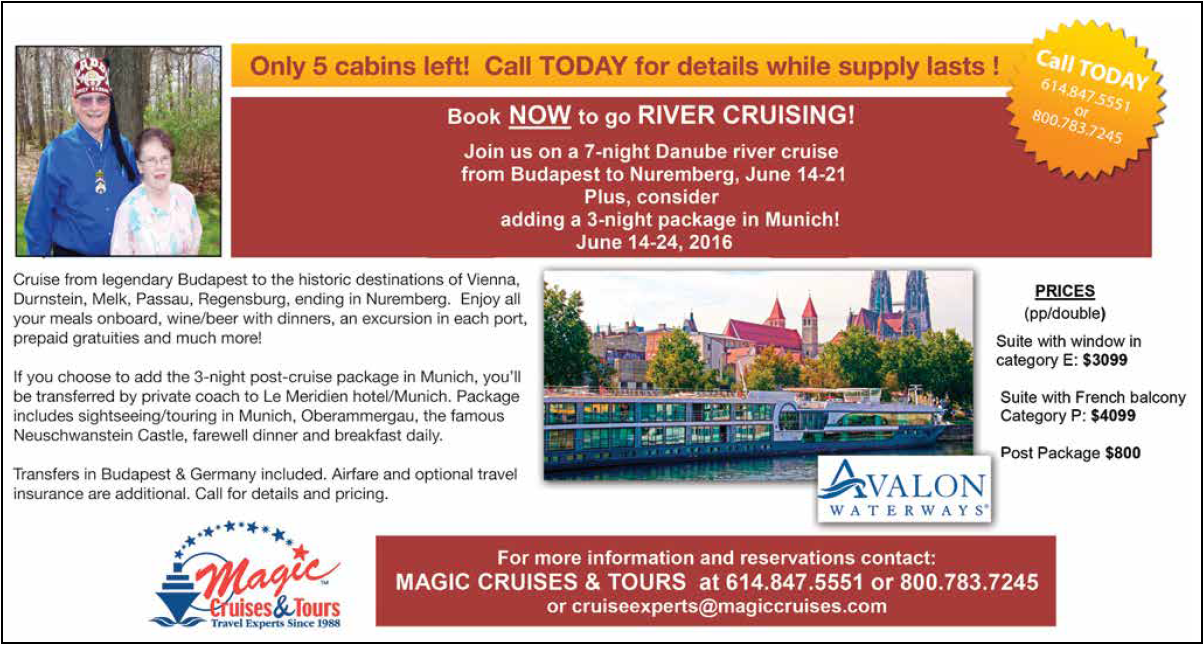 Only 5 cabins left! Call TODAY for details while supply lasts !
Call TODAY
614.847.5551
or
800.783.7245
Book NOW to go RIVER CRUISING!
Join us on a 7-night Danube river cruise
from Budapest to Nuremberg, June 14-21
Plus, consider
adding a 3-night package in Munich!
June 14-24, 2016
Cruise from legendary Budapest to the historic destinations of Vienna,
Durnstein, Melk, Passau, Regensburg, ending in Nuremberg. Enjoy all
your meals onboard, wine/beer with dinners, an excursion in each port,
prepaid gratuities and much more!
If you choose to add the 3-night post-cruise package in Munich, you’ll
be transferred by private coach to Le Meridien hotel/Munich. Package
includes sightseeing/touring in Munich, Oberammergau, the famous
Neuschwanstein Castle, farewell dinner and breakfast daily.
Transfers in Budapest & Germany included. Airfare and optional travel
insurance are additional. Call for details and pricing.
PRICES
(pp/double)
Suite with window in
category E: $3099
Suite with French balcony
Category P: $4099
Post Package $800
AVALON
WATERWAYS®
Magic™
Cruises&Tours
Travel Experts Since 1988
For more information and reservations contact:
MAGIC CRUISES & TOURS at 614.847.5551 or 800.783.7245
or cruiseexperts@magiccruises.com